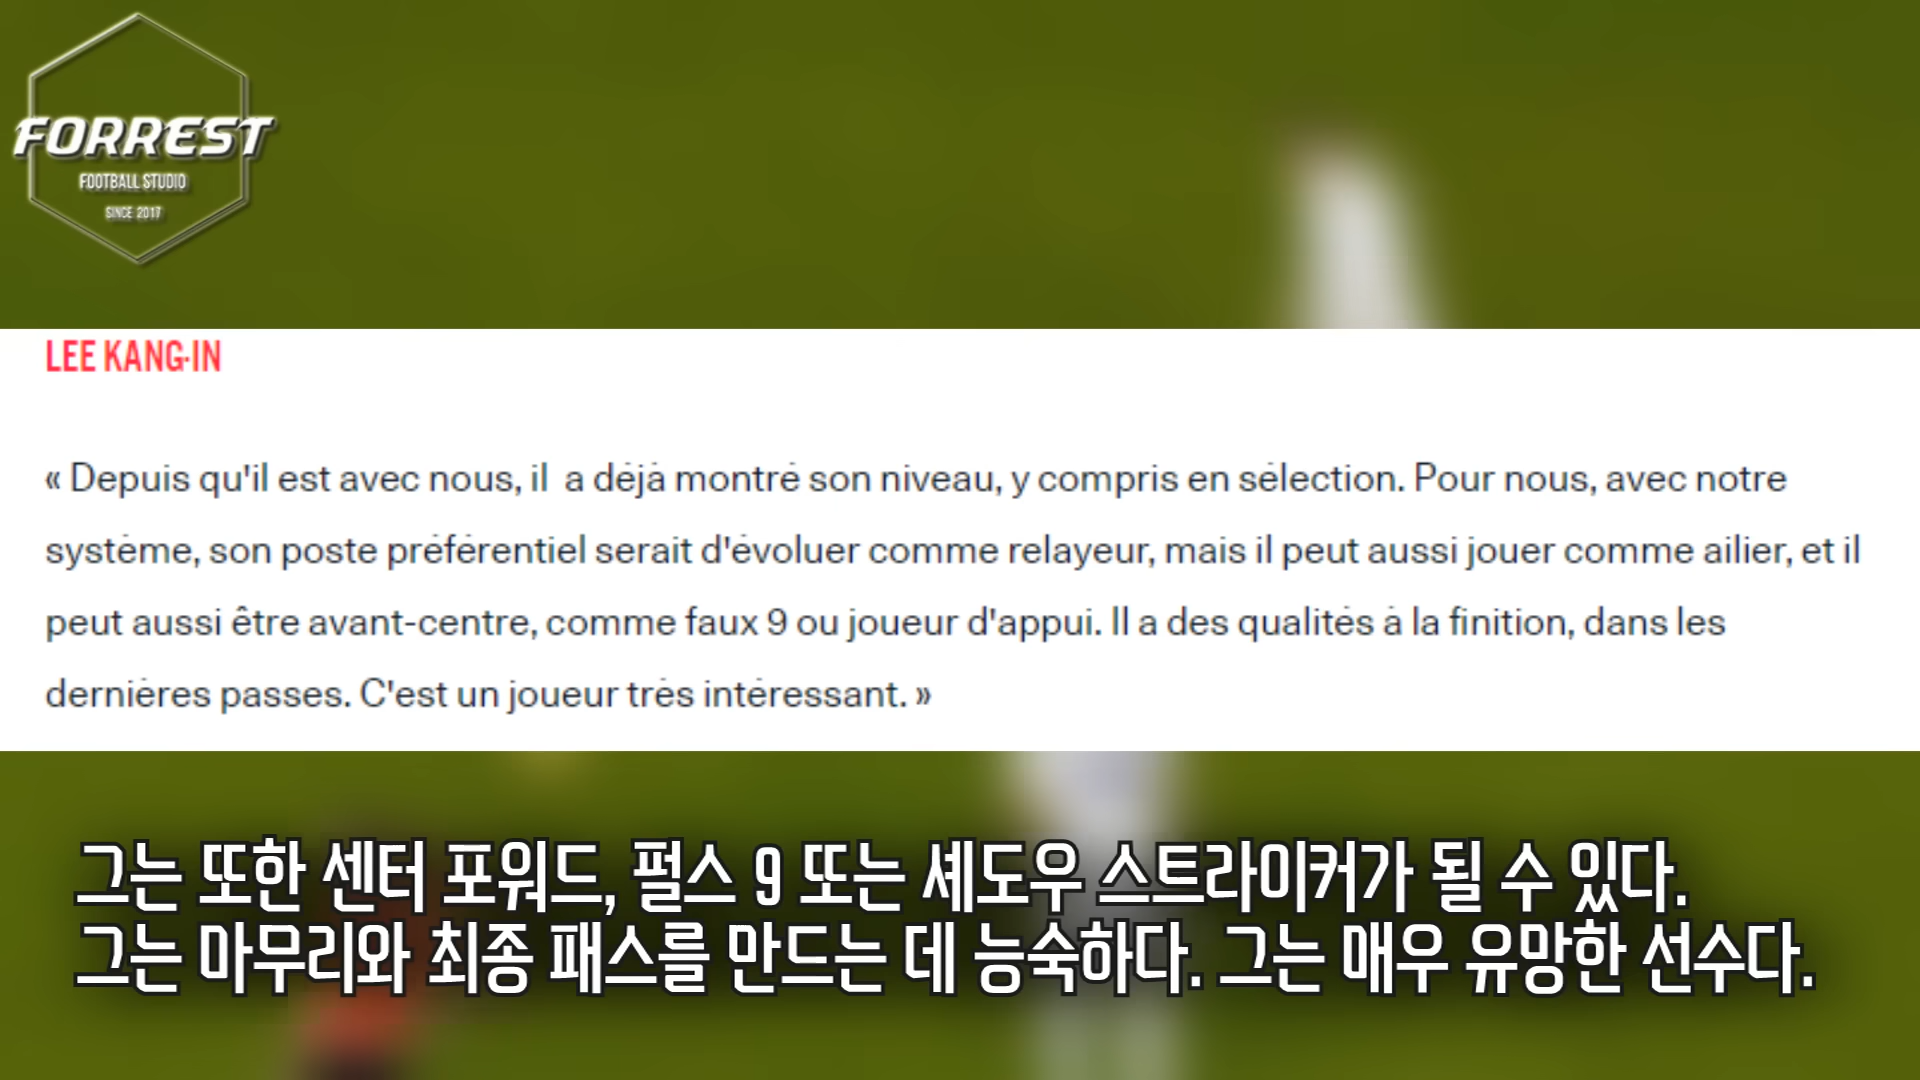 FORREST
FOOTBALL STUDIO
SINCE 2017
LEE KANG-IN
« Depuis qu'il est avec nous, il  a déjà montré son niveau, y compris en sélection. Pour nous, avec notre
système, son poste préférentiel serait d'évoluer comme relayeur, mais il peut aussi jouer comme ailier, et il
peut aussi être avant-centre, comme faux 9 ou joueur d'appui. Il a des qualités à la finition, dans les
dernières passes. C'est un joueur très intéressant. »
그는 또한 센터 포워드, 펄스 9 또는 셰도우 스트라이커가 될 수 있다.
그는 마무리와 최종 패스를 만드는 데 능숙하다. 그는 매우 유망한 선수다.